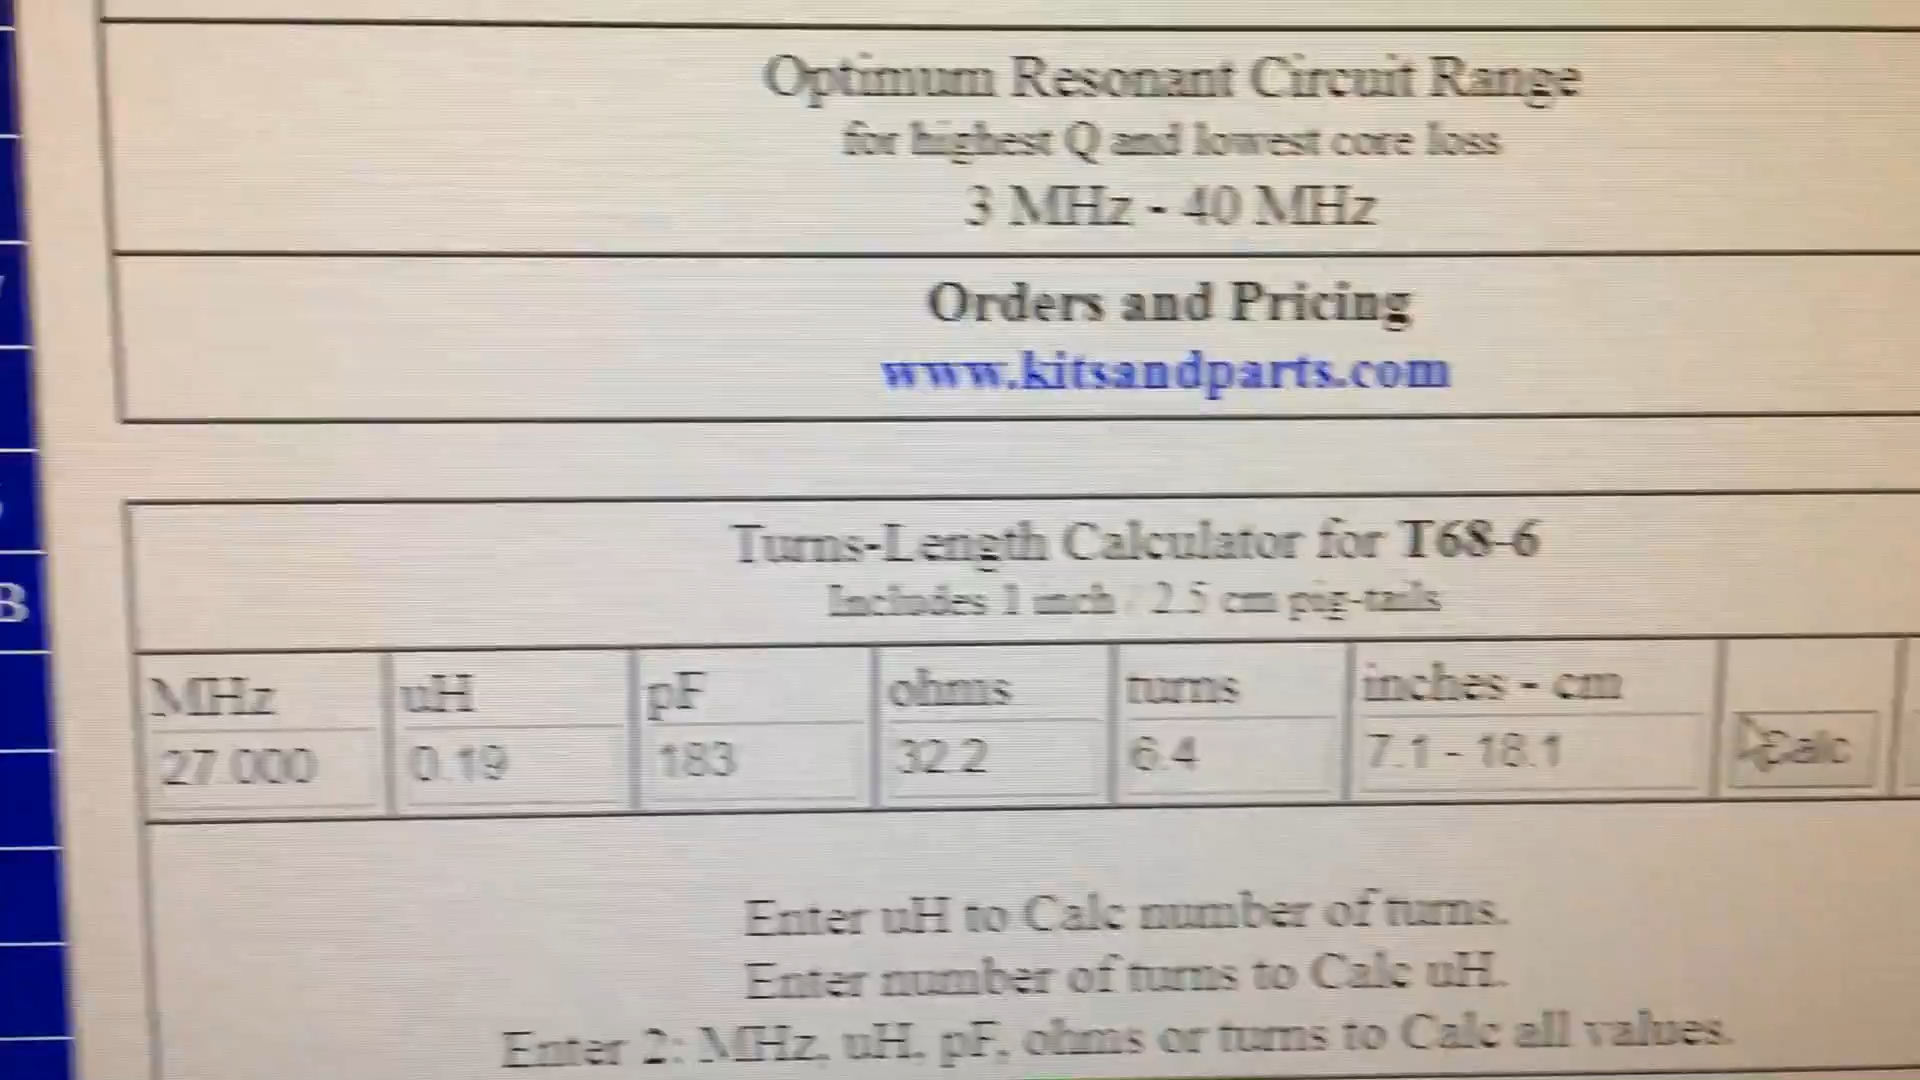 Optimum Resonant Circuit Range
for highest Q and lowest core loss
3 MHz - 40 MHz
Orders and Pricing
www.kitsandparts.com
Turns-Length Calculator for T68-6
Includes 1 inch / 2.5 cm pig-tails
MHz uH pF ohms turns inches - cm
27.000 0.19 183 32.2 6.4 7.1 - 18.1 Calc
B
Enter uH to Calc number of turns.
Enter number of turns to Calc uH.
Enter 2: MHz, uH, pF, ohms or turns to Calc all values.